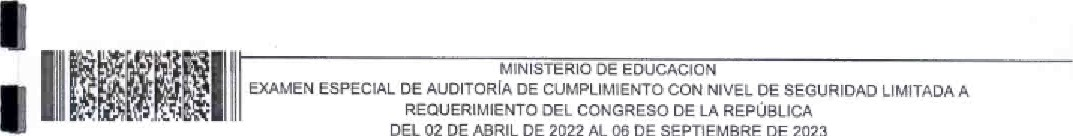 MINISTERIO DE EDUCACION
EXAMEN ESPECIAL DE AUDITORÍA DE CUMPLIMIENTO CON NIVEL DE SEGURIDAD LIMITADA A
REQUERIMIENTO DEL CONGRESO DE LA REPÚBLICA
DEL 02 DE ABRIL DE 2022 AL 06 DE SEPTIEMBRE DE 2023